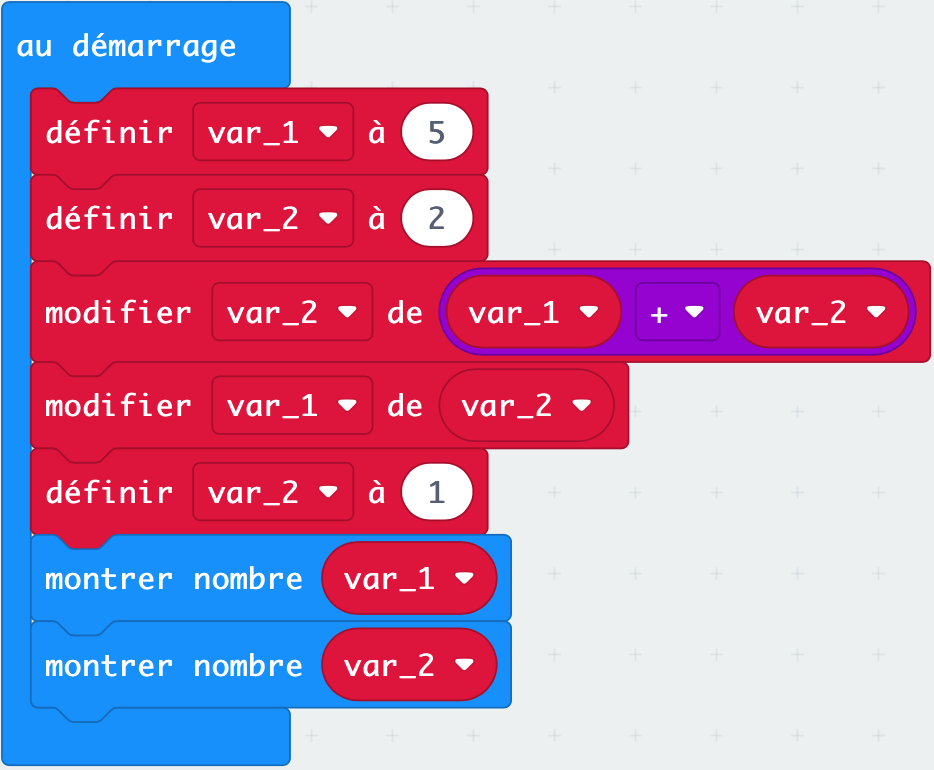 au démarrage
définir var_1 à 5
définir var_2 à 2
modifier var_2 de var_1 + var_2
modifier var_1 de var_2
définir var_2 à 1
montrer nombre var_1
montrer nombre var_2